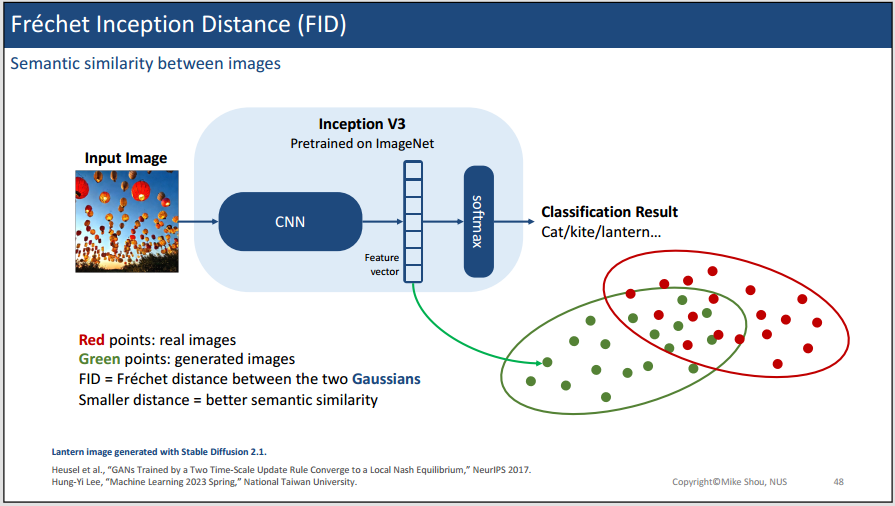 Fréchet Inception Distance (FID)
Semantic similarity between images
Inception V3
Pretrained on ImageNet
Input Image
CNN
softmax
Feature
vector
Classification Result
Cat/kite/lantern...
Red points: real images
Green points: generated images
FID = Fréchet distance between the two Gaussians
Smaller distance = better semantic similarity
Lantern image generated with Stable Diffusion 2.1.
Heusel et al., “GANs Trained by a Two Time-Scale Update Rule Converge to a Local Nash Equilibrium,” NeurIPS 2017.
Hung-Yi Lee, “Machine Learning 2023 Spring,” National Taiwan University.
Copyright©Mike Shou, NUS
48